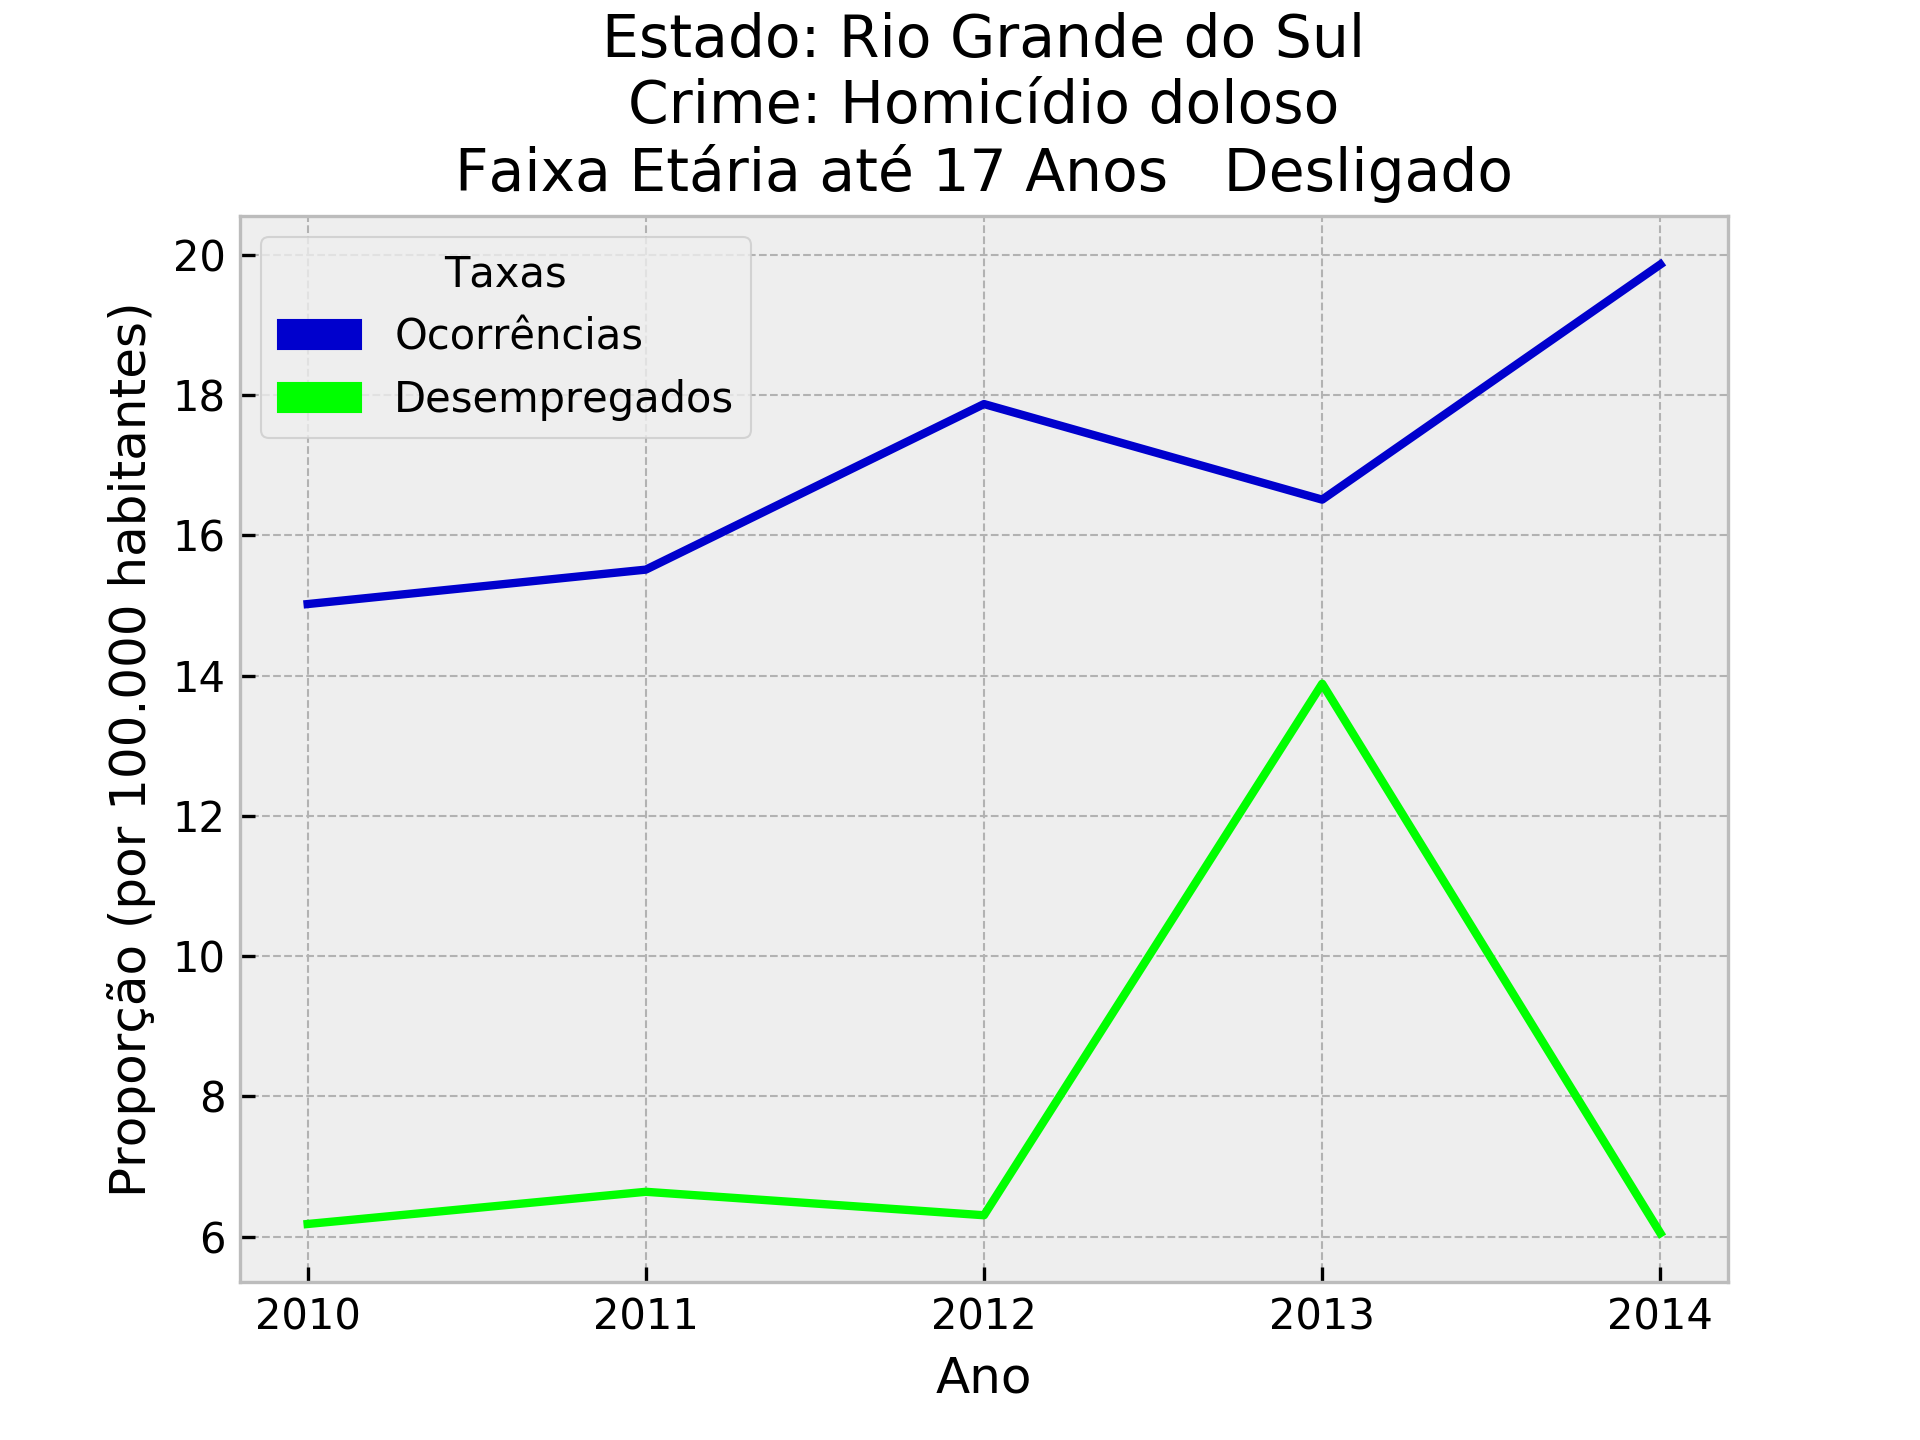 Estado: Rio Grande do Sul
Crime: Homicídio doloso
Faixa Etária até 17 Anos   Desligado
Taxas
Ocorrências
Desempregados
Proporção (por 100.000 habitantes)
20
18
16
14
12
10
8
6
2010
2011
2012
2013
2014
Ano